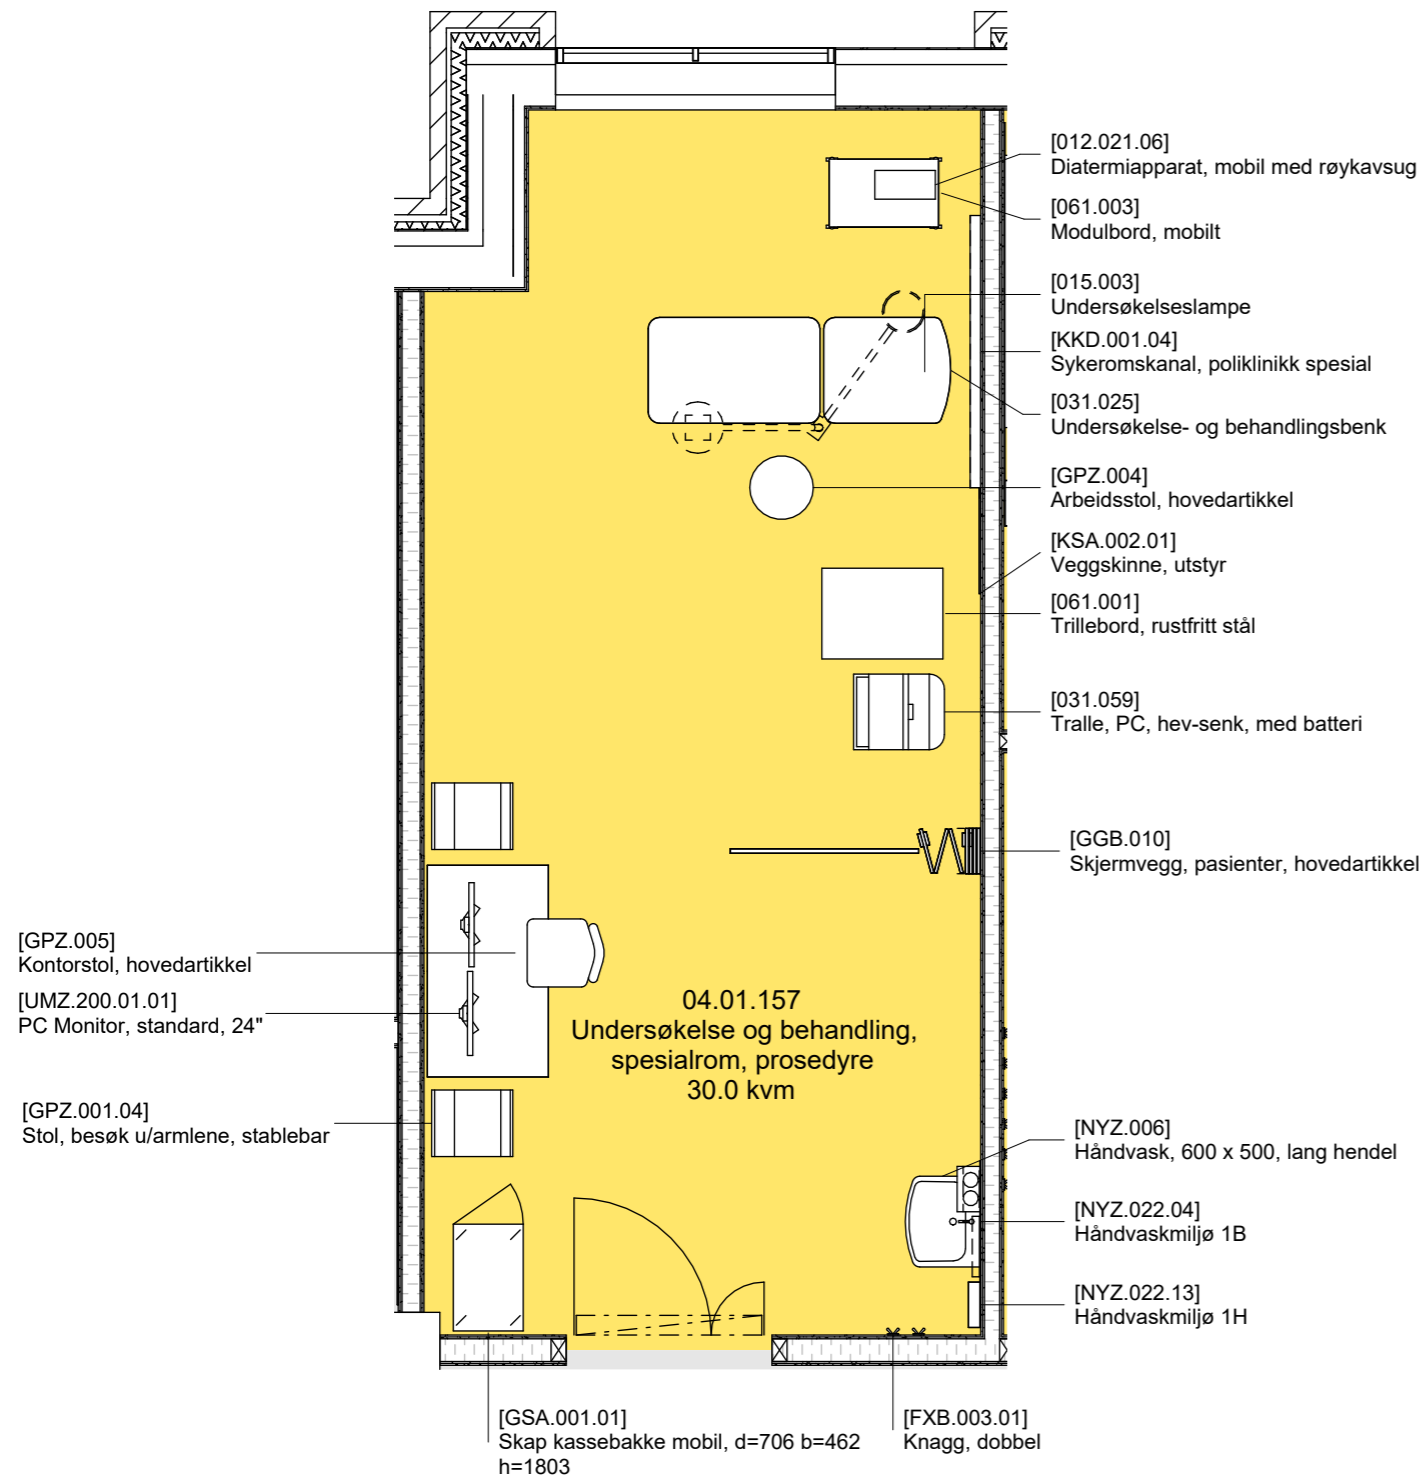 [012.021.06]
Diatermiapparat, mobil med røykavsug
[061.003]
Modulbord, mobilt
[015.003]
Undersøkelseslampe
[KKD.001.04]
Sykeromskanal, poliklinikk spesial
[031.025]
Undersøkelse- og behandlingsbenk
[GPZ.004]
Arbeidsstol, hovedartikkel
[KSA.002.01]
Veggskinne, utstyr
[061.001]
Trillebord, rustfritt stål
[031.059]
Tralle, PC, hev-senk, med batteri
[GGB.010]
Skjermvegg, pasienter, hovedartikkel
[GPZ.005]
Kontorstol, hovedartikkel
[UMZ.200.01.01]
PC Monitor, standard, 24"
04.01.157
Undersøkelse og behandling,
spesialrom, prosedyre
30.0 kvm
[GPZ.001.04]
Stol, besøk u/armlene, stablebar
[NYZ.006]
Håndvask, 600 x 500, lang hendel
[NYZ.022.04]
Håndvaskmiljø 1B
[NYZ.022.13]
Håndvaskmiljø 1H
[GSA.001.01]
Skap kassebakke mobil, d=706 b=462
h=1803
[FXB.003.01]
Knagg, dobbel